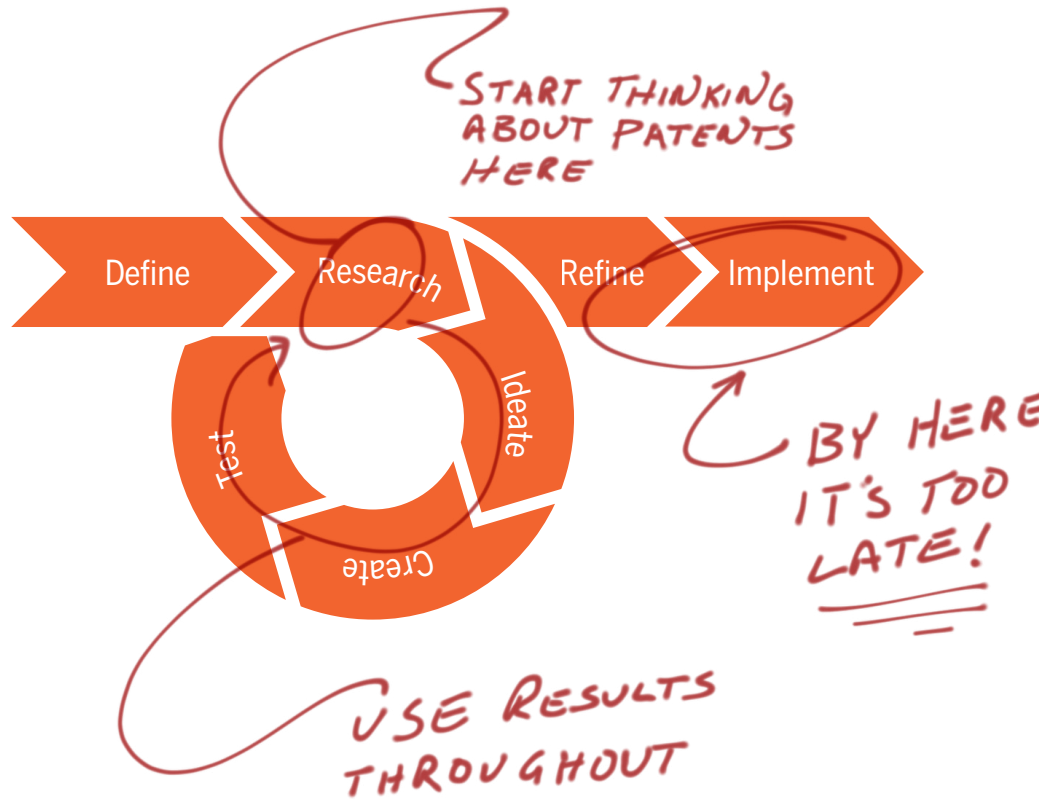 START THINKING
ABOUT PATENTS
HERE
Define
Research
Refine
Implement
Ideate
Test
Create
BY HERE
IT'S TOO
LATE!
USE RESULTS
THROUGHOUT